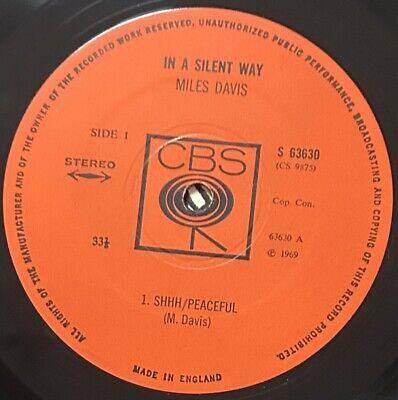 ALL RIGHTS OF THE MANUFACTURER AND OF THE OWNER OF THE RECORDED WORK RESERVED, UNAUTHORIZED PUBLIC PERFORMANCE, BROADCASTING AND COPYING OF THIS RECORD PROHIBITED.
IN A SILENT WAY
MILES DAVIS
SIDE 1
STEREO
CBS
S 63630
(CS 9875)
Cop. Con.
33⅓
63630 A
℗ 1969
1. SHHH/PEACEFUL
(M. Davis)
MADE IN ENGLAND